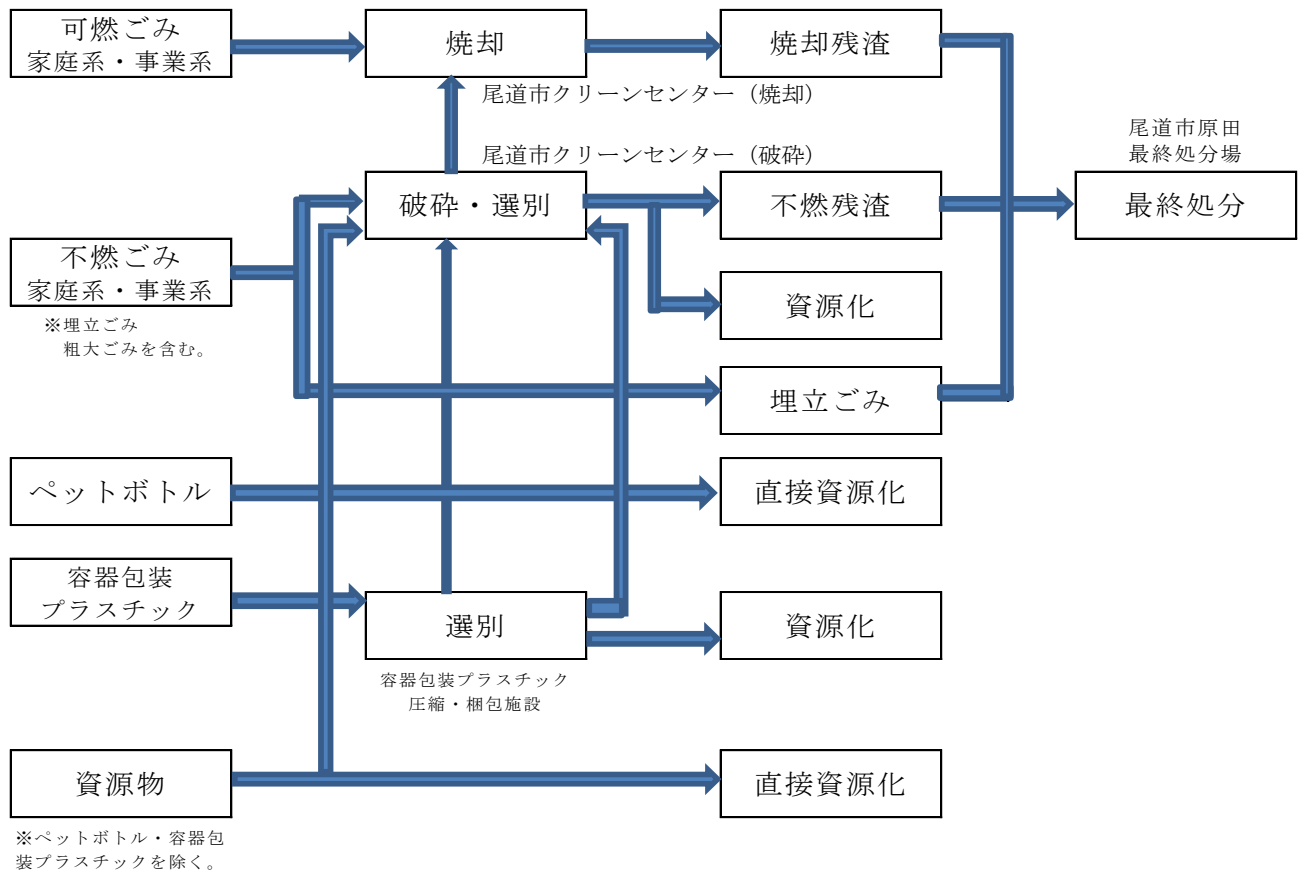 可燃ごみ
家庭系・事業系
焼却
焼却残渣
尾道市クリーンセンター（焼却）
尾道市原田
最終処分場
尾道市クリーンセンター（破砕）
破砕・選別
不燃残渣
最終処分
不燃ごみ
家庭系・事業系
※埋立ごみ
粗大ごみを含む。
資源化
埋立ごみ
ペットボトル
直接資源化
容器包装
プラスチック
選別
資源化
容器包装プラスチック
圧縮・梱包施設
資源物
直接資源化
※ペットボトル・容器包
装プラスチックを除く。